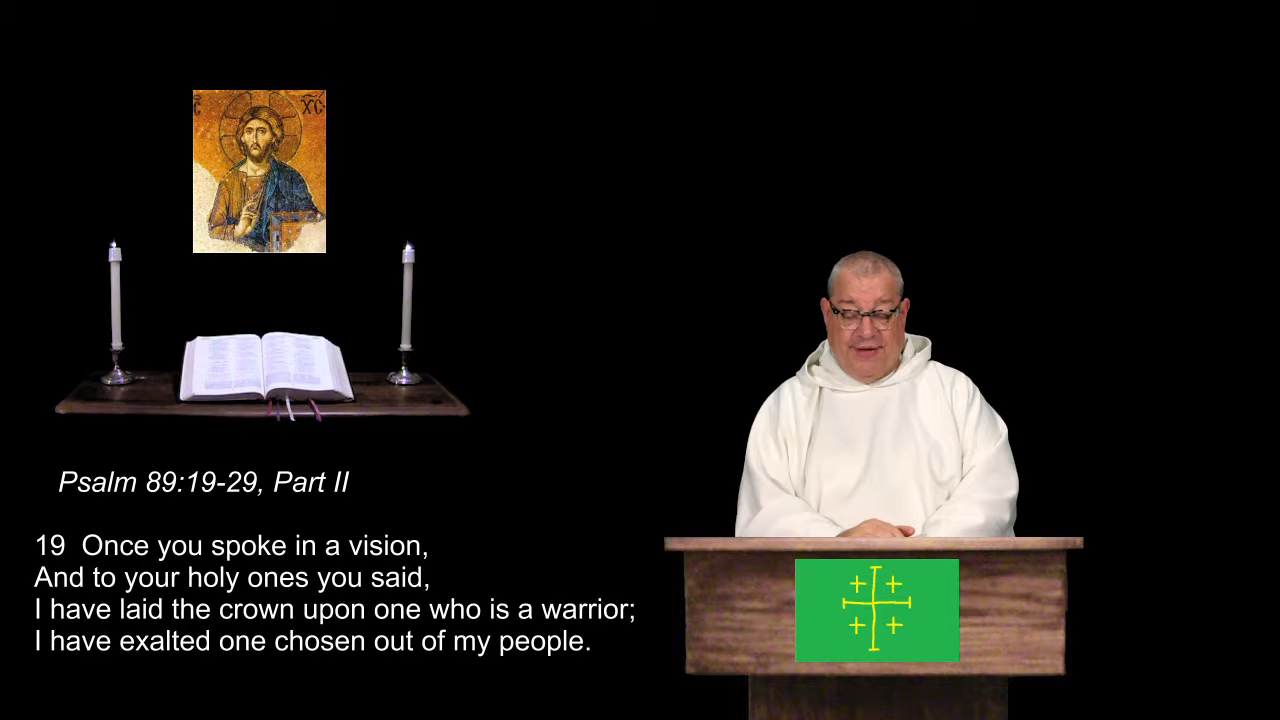 XC
Psalm 89:19-29, Part II
19 Once you spoke in a vision,
And to your holy ones you said,
I have laid the crown upon one who is a warrior;
I have exalted one chosen out of my people.